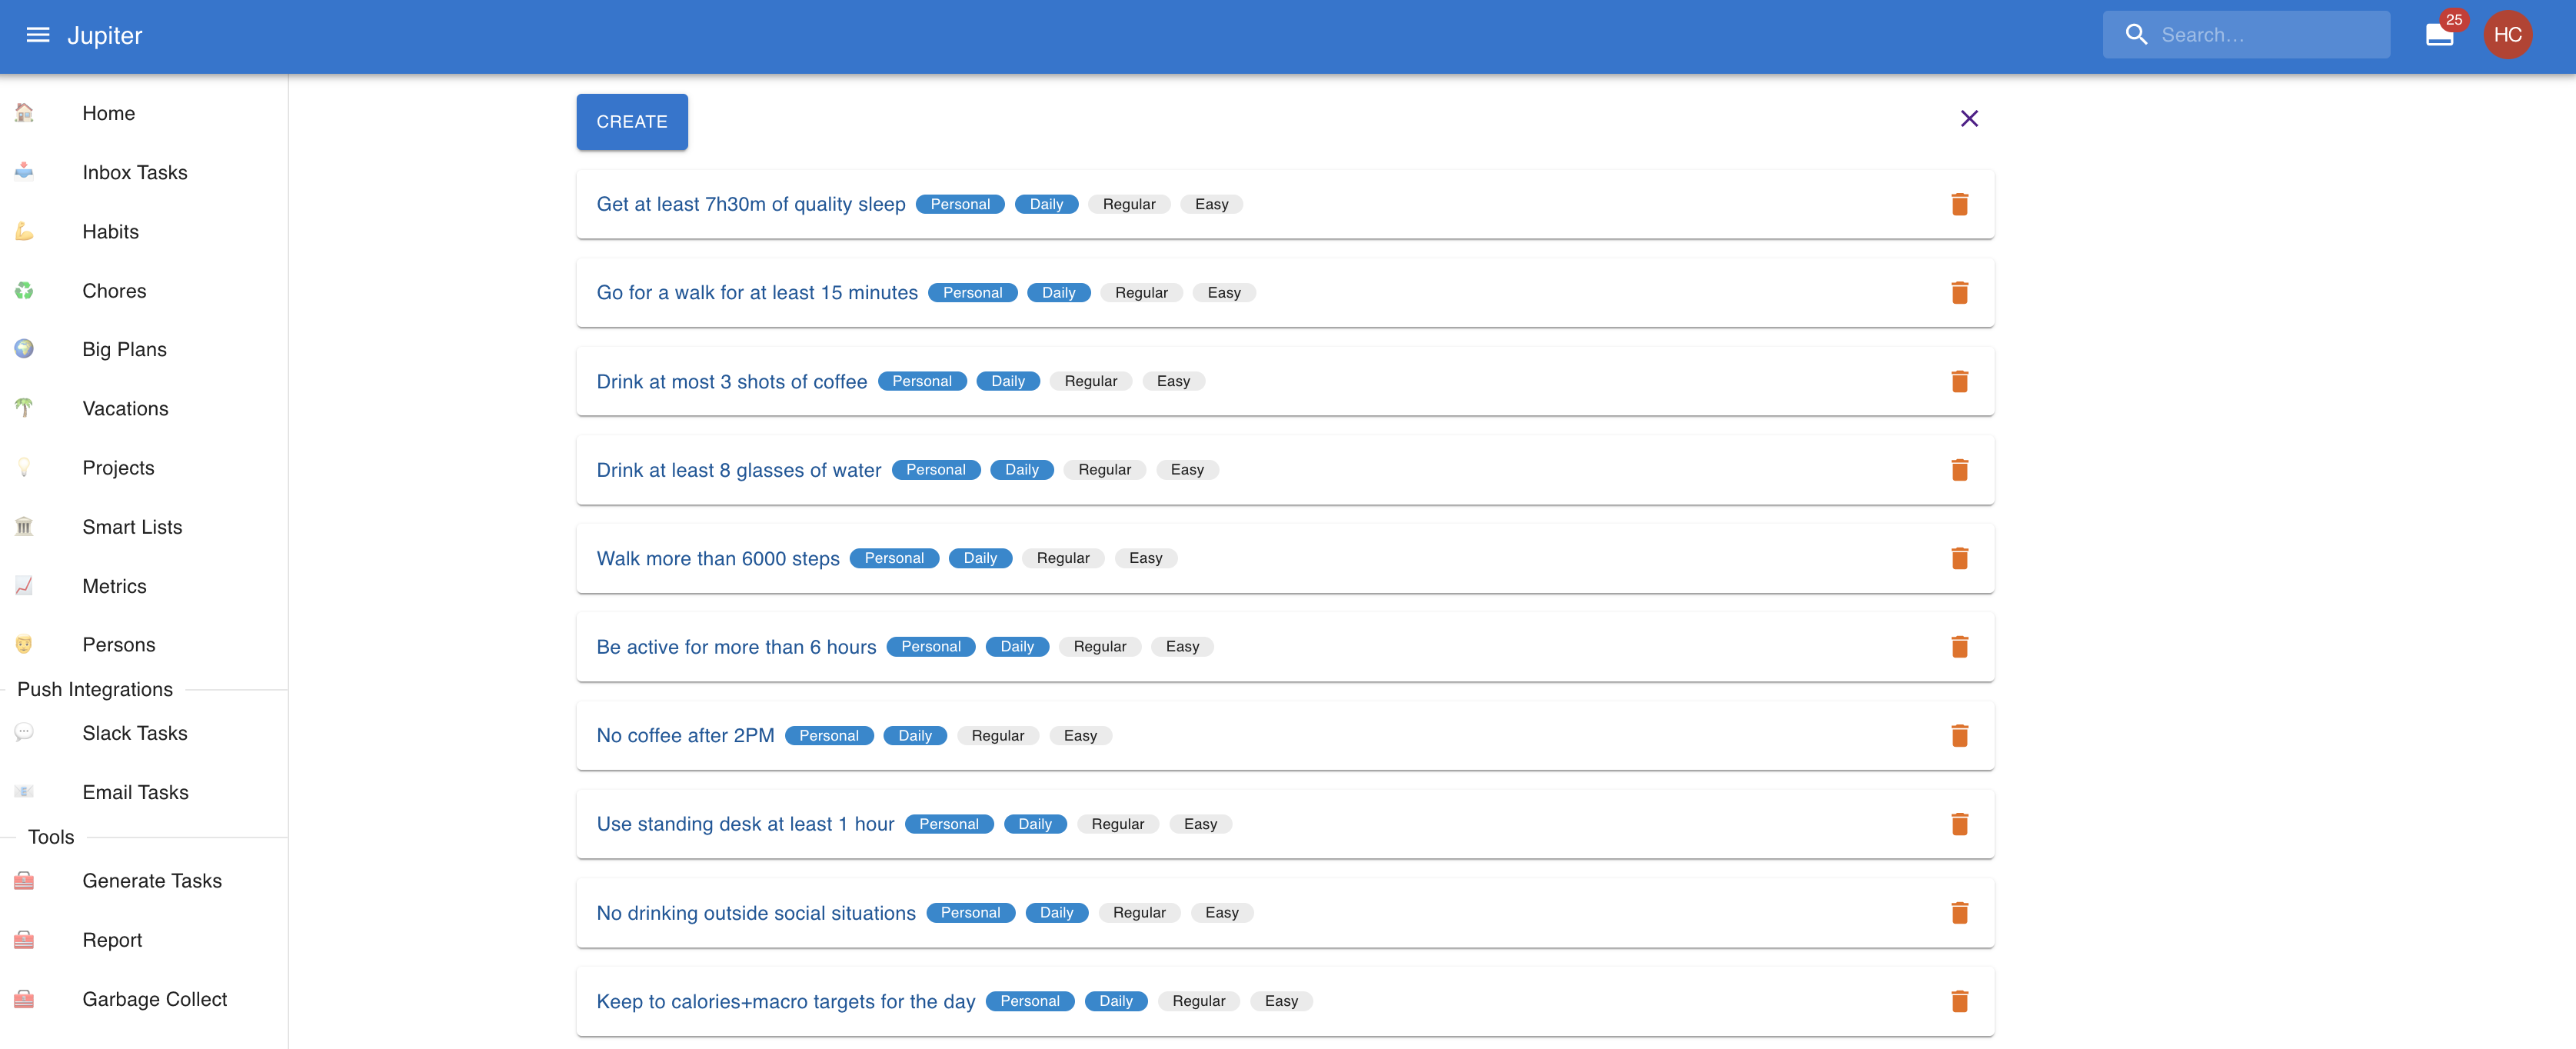 Jupiter
Search...
25
HC
Home
Inbox Tasks
Habits
Chores
Big Plans
Vacations
Projects
Smart Lists
Metrics
Persons
Push Integrations
Slack Tasks
Email Tasks
Tools
Generate Tasks
Report
Garbage Collect
CREATE
Get at least 7h30m of quality sleep Personal Daily Regular Easy
Go for a walk for at least 15 minutes Personal Daily Regular Easy
Drink at most 3 shots of coffee Personal Daily Regular Easy
Drink at least 8 glasses of water Personal Daily Regular Easy
Walk more than 6000 steps Personal Daily Regular Easy
Be active for more than 6 hours Personal Daily Regular Easy
No coffee after 2PM Personal Daily Regular Easy
Use standing desk at least 1 hour Personal Daily Regular Easy
No drinking outside social situations Personal Daily Regular Easy
Keep to calories+macro targets for the day Personal Daily Regular Easy